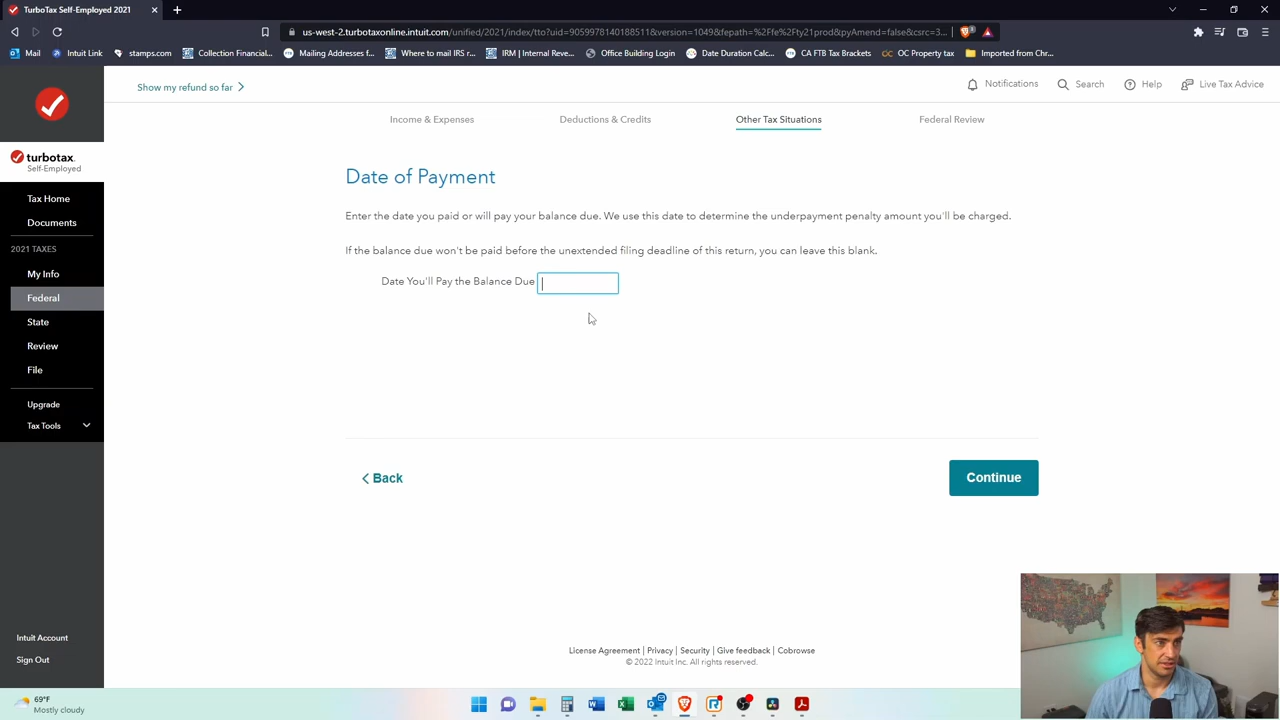 TurboTax Self-Employed 2021
us-west-2.turbotaxonline.intuit.com/unified/2021/index/tto?uid=9059978140188511&version=1049&fepath=%2Ffe%2Fty21prod&pyAmend=false&csrc=3...
Mail
Intuit Link
stamps.com
Collection Financial...
Mailing Addresses f...
Where to mail IRS r...
IRM | Internal Reven...
Office Building Login
Date Duration Calc...
CA FTB Tax Brackets
OC Property tax
Imported from Chr...
Show my refund so far
Notifications
Search
Help
Live Tax Advice
Income & Expenses
Deductions & Credits
Other Tax Situations
Federal Review
turbotax
Self-Employed
Tax Home
Documents
2021 TAXES
My Info
Federal
State
Review
File
Upgrade
Tax Tools
Intuit Account
Sign Out
Date of Payment
Enter the date you paid or will pay your balance due. We use this date to determine the underpayment penalty amount you'll be charged.
If the balance due won't be paid before the unextended filing deadline of this return, you can leave this blank.
Date You'll Pay the Balance Due
Back
Continue
License Agreement | Privacy | Security | Give feedback | Cobrowse
© 2022 Intuit Inc. All rights reserved.
69°F
Mostly cloudy